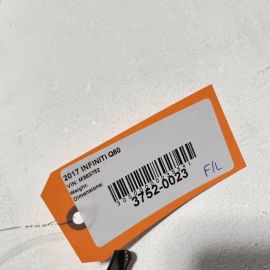 2017 INFINITI Q60
VIN: M363752
Weight:
Dimensions:
3752-0023
F/L